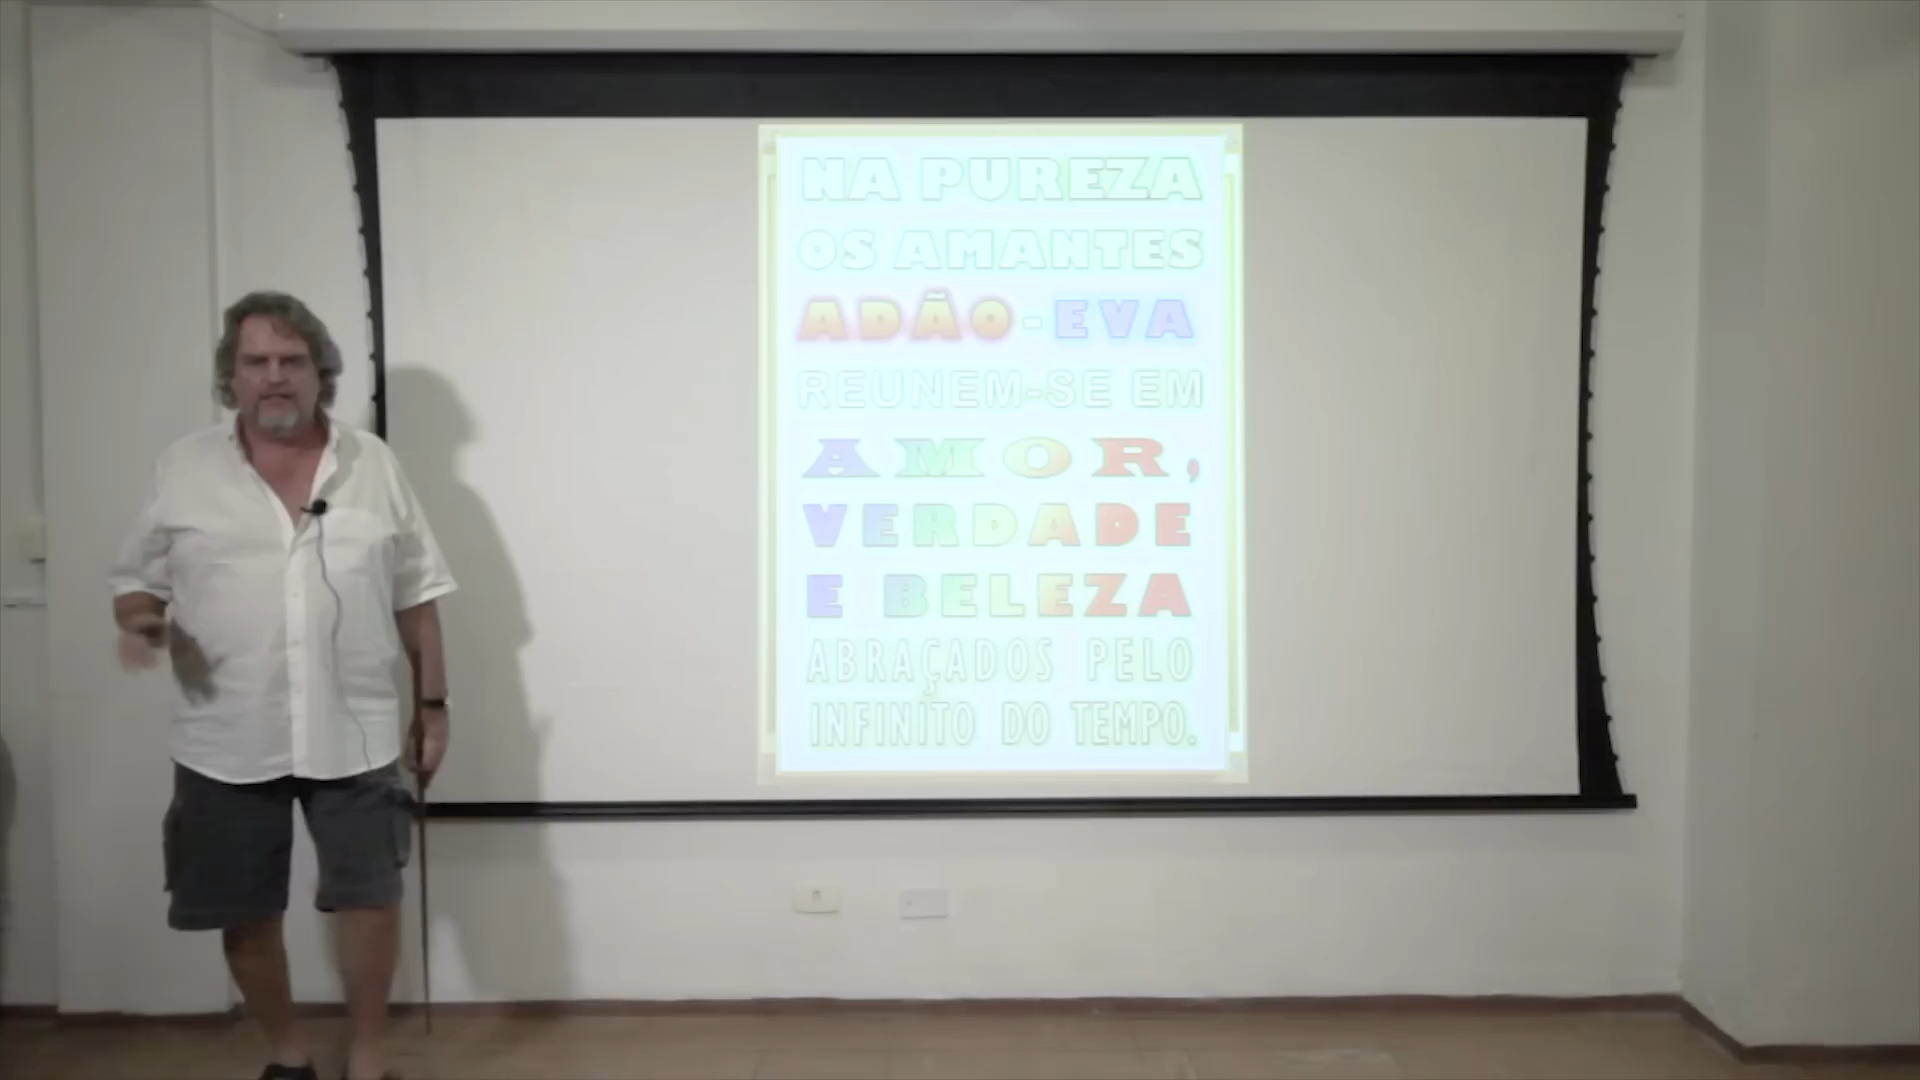 NA PUREZA
OS AMANTES
ADÃO-EVA
REUNEM-SE EM
AMOR,
VERDADE
E BELEZA
ABRAÇADOS PELO
INFINITO DO TEMPO.